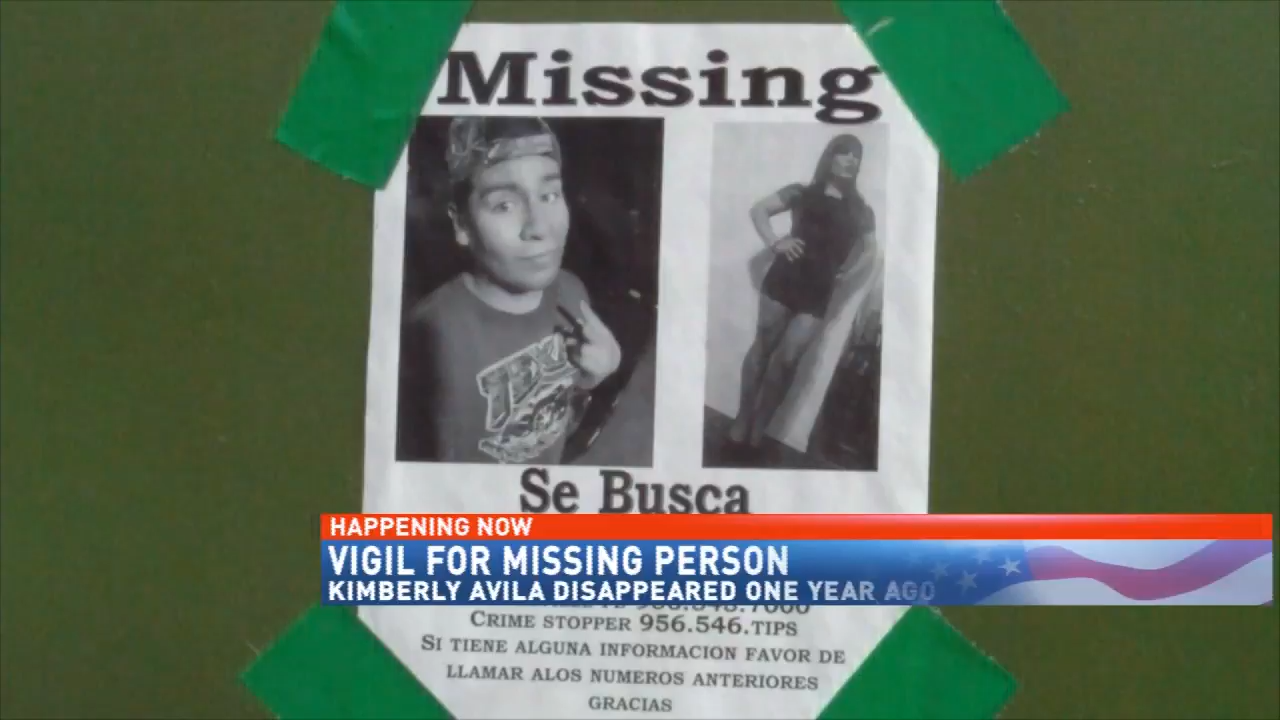 Missing
Se Busca
HAPPENING NOW
VIGIL FOR MISSING PERSON
KIMBERLY AVILA DISAPPEARED ONE YEAR AGO
CRIME STOPPER 956.546.TIPS
SI TIENE ALGUNA INFORMACION FAVOR DE
LLAMAR ALOS NUMEROS ANTERIORES
GRACIAS